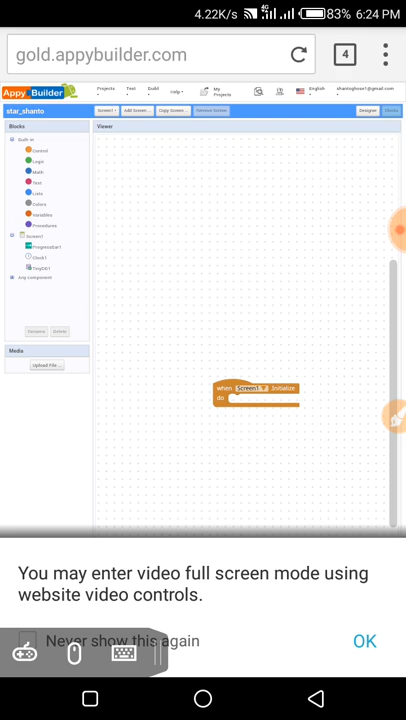 4.22K/s 4G 83% 6:24 PM
gold.appybuilder.com
4
Appy Builder
Projects Test Build Help My Projects English
star_shanto
Screen1 Add Screen... Copy Screen... Remove Screen Designer Blocks
Blocks
Viewer
Built-in
Control
Logic
Math
Text
Lists
Colors
Variables
Procedures
Screen1
ProgressBar1
Clock1
TinyDB1
Any component
Rename Delete
Media
Upload File...
when Screen1 .Initialize
do
You may enter video full screen mode using
website video controls.
Never show this again
OK